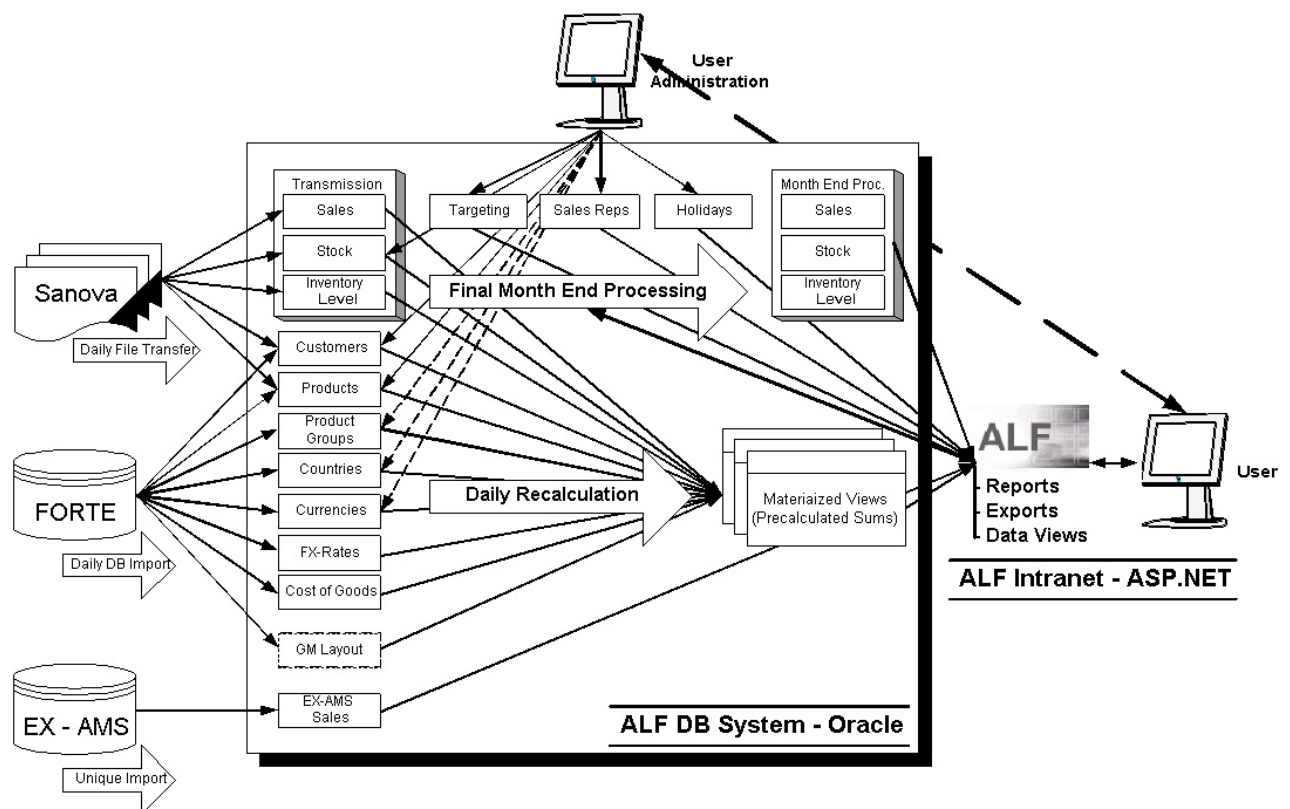 User
Administration
Transmission
Sales
Stock
Inventory
Level
Targeting
Sales Reps
Holidays
Month End Proc.
Sales
Stock
Inventory
Level
Sanova
Daily File Transfer
Final Month End Processing
Customers
Products
Product
Groups
Countries
Currencies
FX-Rates
Cost of Goods
GM Layout
EX-AMS
Sales
FORTE
Daily DB Import
Daily Recalculation
Materiaized Views
(Precalculated Sums)
ALF
- Reports
- Exports
- Data Views
User
ALF Intranet - ASP.NET
EX - AMS
Unique Import
ALF DB System - Oracle